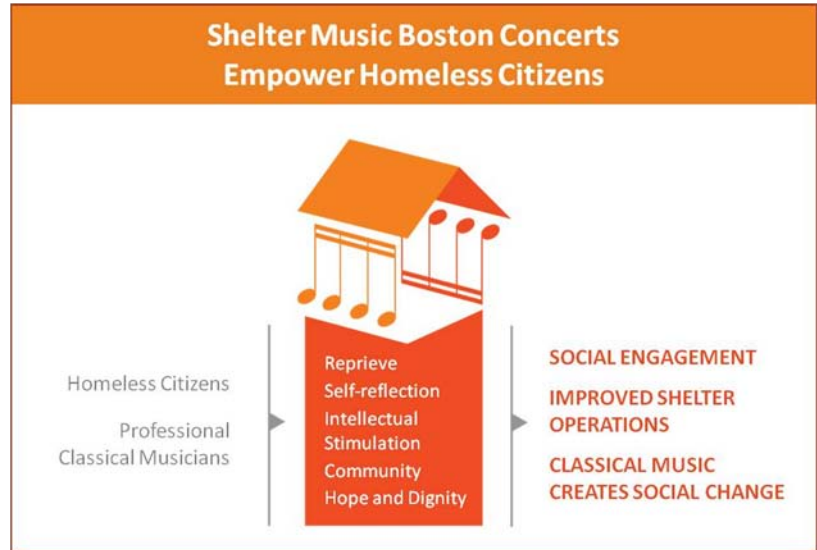 Shelter Music Boston Concerts
Empower Homeless Citizens
Homeless Citizens
Professional
Classical Musicians
Reprieve
Self-reflection
Intellectual
Stimulation
Community
Hope and Dignity
SOCIAL ENGAGEMENT
IMPROVED SHELTER
OPERATIONS
CLASSICAL MUSIC
CREATES SOCIAL CHANGE